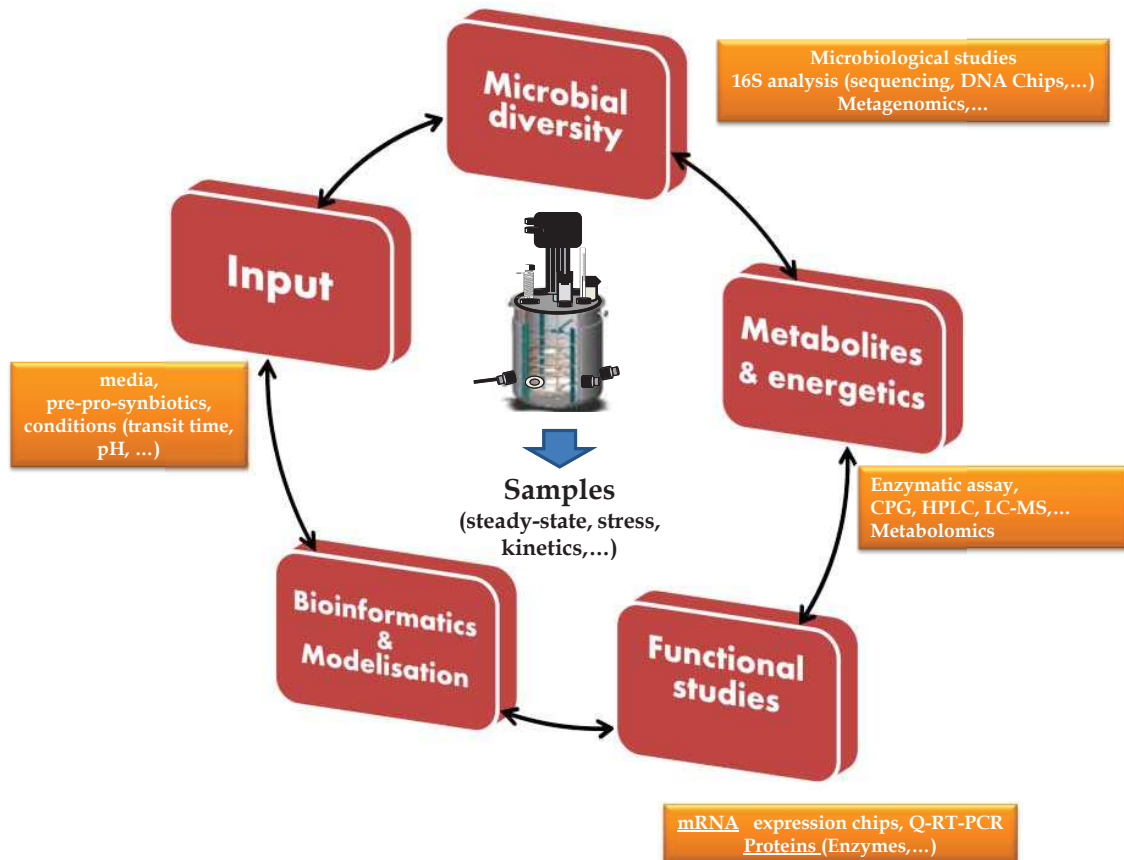 Microbial
diversity
Microbiological studies
16S analysis (sequencing, DNA Chips,…)
Metagenomics,…
Input
media,
pre-pro-synbiotics,
conditions (transit time,
pH, …)
Metabolites
& energetics
Enzymatic assay,
CPG, HPLC, LC-MS,…
Metabolomics
Samples
(steady-state, stress,
kinetics,…)
Bioinformatics
&
Modelisation
Functional
studies
mRNA expression chips, Q-RT-PCR
Proteins (Enzymes,…)